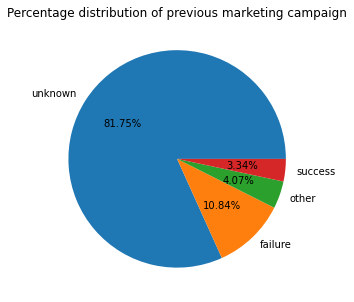 Percentage distribution of previous marketing campaign
unknown
81.75%
3.34%
success
4.07%
other
10.84%
failure